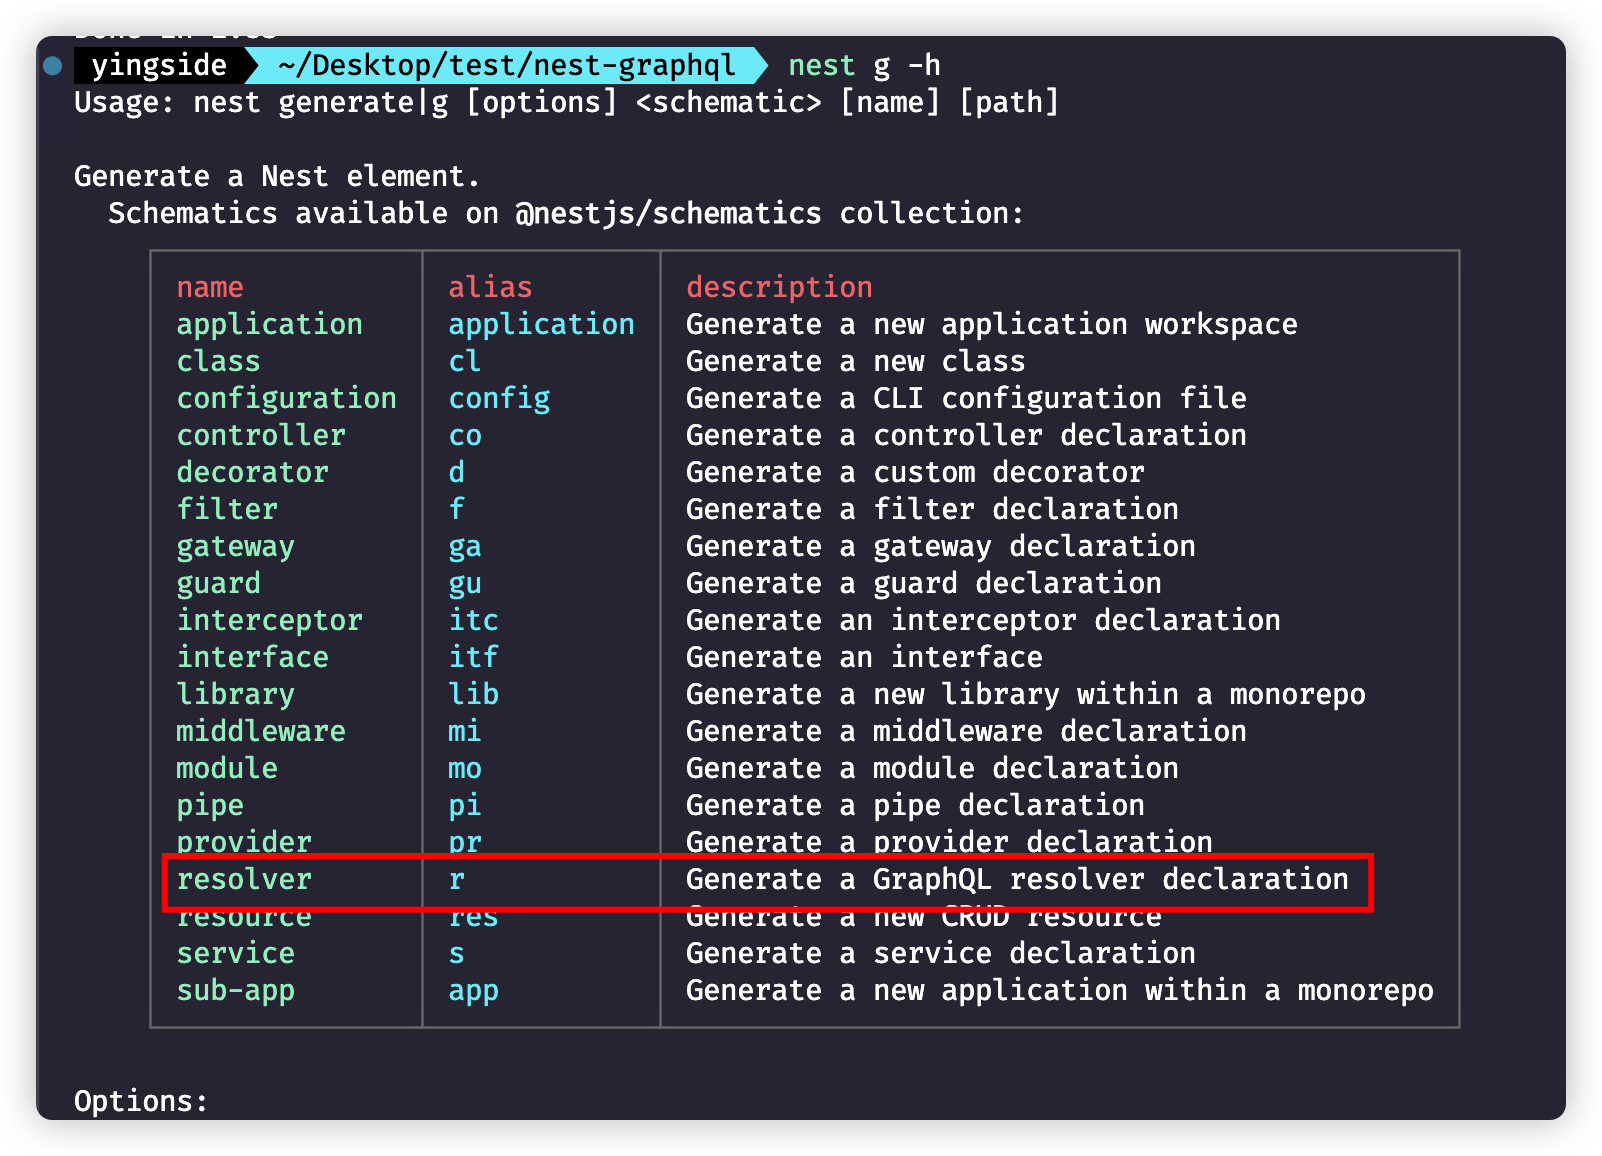 yingside ~/Desktop/test/nest-graphql nest g -h
Usage: nest generate|g [options] <schematic> [name] [path]
Generate a Nest element.
Schematics available on @nestjs/schematics collection:
name alias description
application application Generate a new application workspace
class cl Generate a new class
configuration config Generate a CLI configuration file
controller co Generate a controller declaration
decorator d Generate a custom decorator
filter f Generate a filter declaration
gateway ga Generate a gateway declaration
guard gu Generate a guard declaration
interceptor itc Generate an interceptor declaration
interface itf Generate an interface
library lib Generate a new library within a monorepo
middleware mi Generate a middleware declaration
module mo Generate a module declaration
pipe pi Generate a pipe declaration
provider pr Generate a provider declaration
resolver r Generate a GraphQL resolver declaration
resource res Generate a new CRUD resource
service s Generate a service declaration
sub-app app Generate a new application within a monorepo
Options: